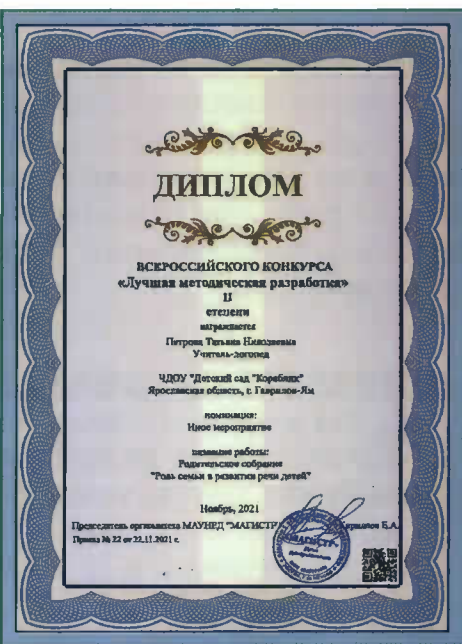 ДИПЛОМ
ВСЕРОССИЙСКОГО КОНКУРСА
«Лучшая методическая разработка»
II
степени
награждается
Петрова Татьяна Николаевна
Учитель-логопед
ЧДОУ "Детский сад "Кораблик"
Ярославская область, г. Гаврилов-Ям
номинация:
Иное мероприятие
название работы:
Родительское собрание
"Роль семьи в развитии речи детей"
Ноябрь, 2021
Председатель оргкомитета МАУНРД "МАГИСТР Б.А.
Приказ № 22 от 22.11.2021 г.
МАГИСТР